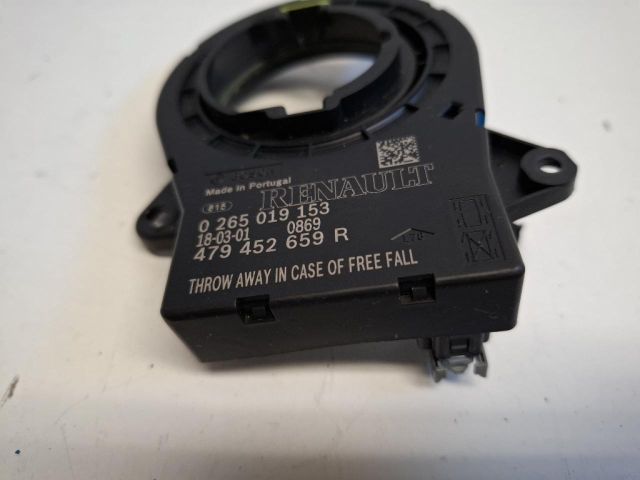 Made in Portugal
RENAULT
818
0 265 019 153
18-03-01 0869
479 452 659 R
THROW AWAY IN CASE OF FREE FALL